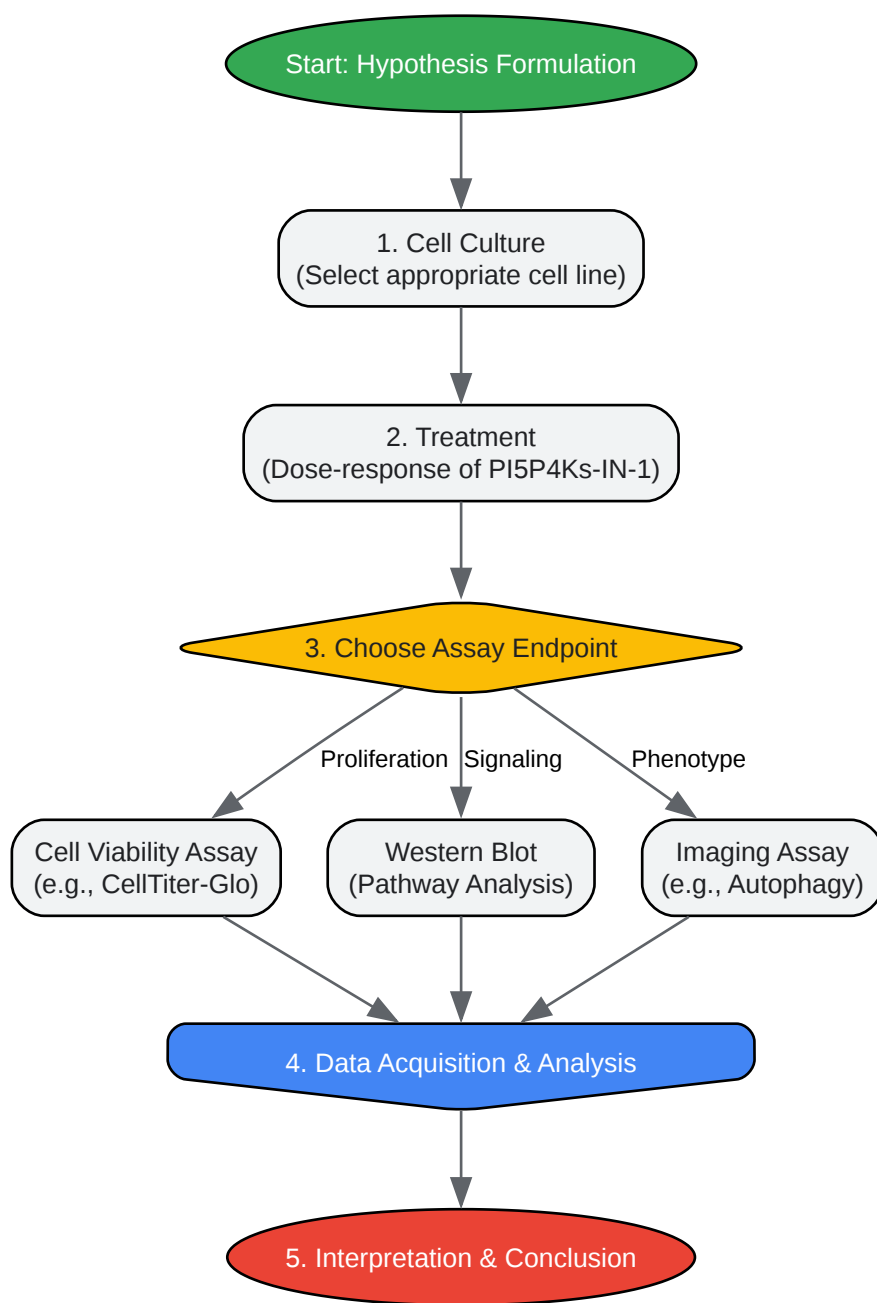 Start: Hypothesis Formulation
1. Cell Culture
(Select appropriate cell line)
2. Treatment
(Dose-response of PI5P4Ks-IN-1)
3. Choose Assay Endpoint
Proliferation
Signaling
Phenotype
Cell Viability Assay
(e.g., CellTiter-Glo)
Western Blot
(Pathway Analysis)
Imaging Assay
(e.g., Autophagy)
4. Data Acquisition & Analysis
5. Interpretation & Conclusion